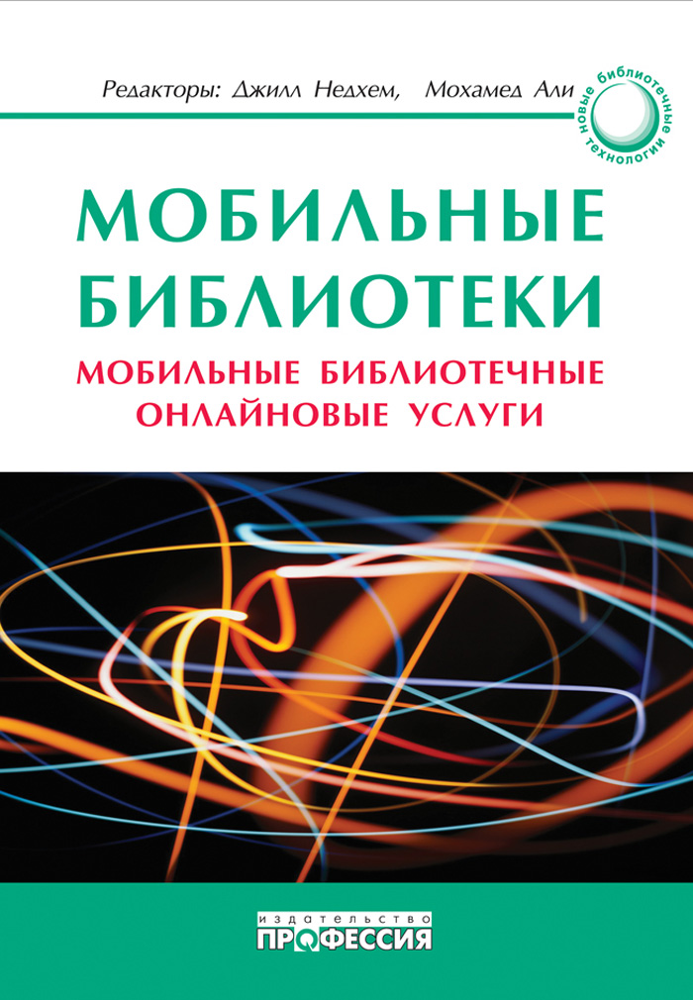 Редакторы: Джилл Недхем, Мохамед Али
новые библиотечные технологии
МОБИЛЬНЫЕ
БИБЛИОТЕКИ
МОБИЛЬНЫЕ БИБЛИОТЕЧНЫЕ
ОНЛАЙНОВЫЕ УСЛУГИ
издательство
ПРОФЕССИЯ